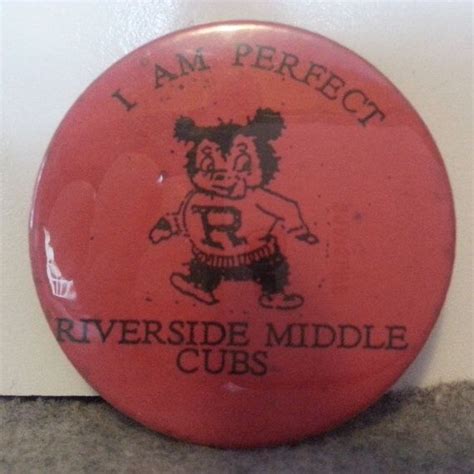 I AM PERFECT
R
RIVERSIDE MIDDLE
CUBS